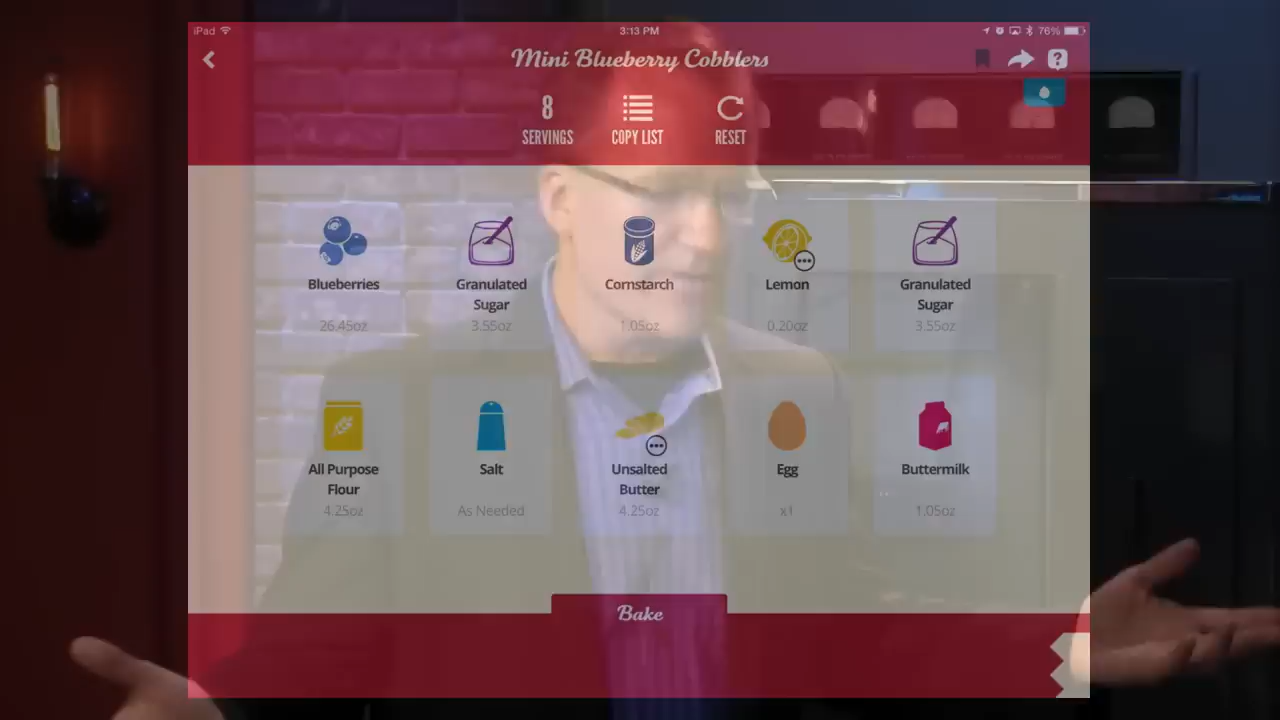 iPad 3:13 PM 76%
Mini Blueberry Cobblers
?
8
SERVINGS COPY LIST RESET
Blueberries Granulated Sugar Cornstarch Lemon Granulated Sugar
26.45oz 3.55oz 1.05oz 0.20oz 3.55oz
All Purpose Flour Salt Unsalted Butter Egg Buttermilk
4.25oz As Needed 4.25oz x1 1.05oz
Bake